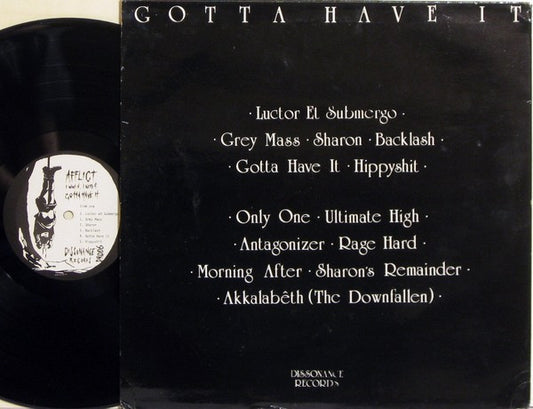 GOTTA HAVE IT
· Luctor Et Submergo ·
· Grey Mass · Sharon · Backlash ·
· Gotta Have It · Hippyshit ·
· Only One · Ultimate High ·
· Antagonizer · Rage Hard ·
· Morning After · Sharon's Remainder ·
· Akkalabêth (The Downfallen) ·
DISSONANCE
RECORDS
AFFLICT
GOTTA HAVE IT
DISSONANCE
RECORDS